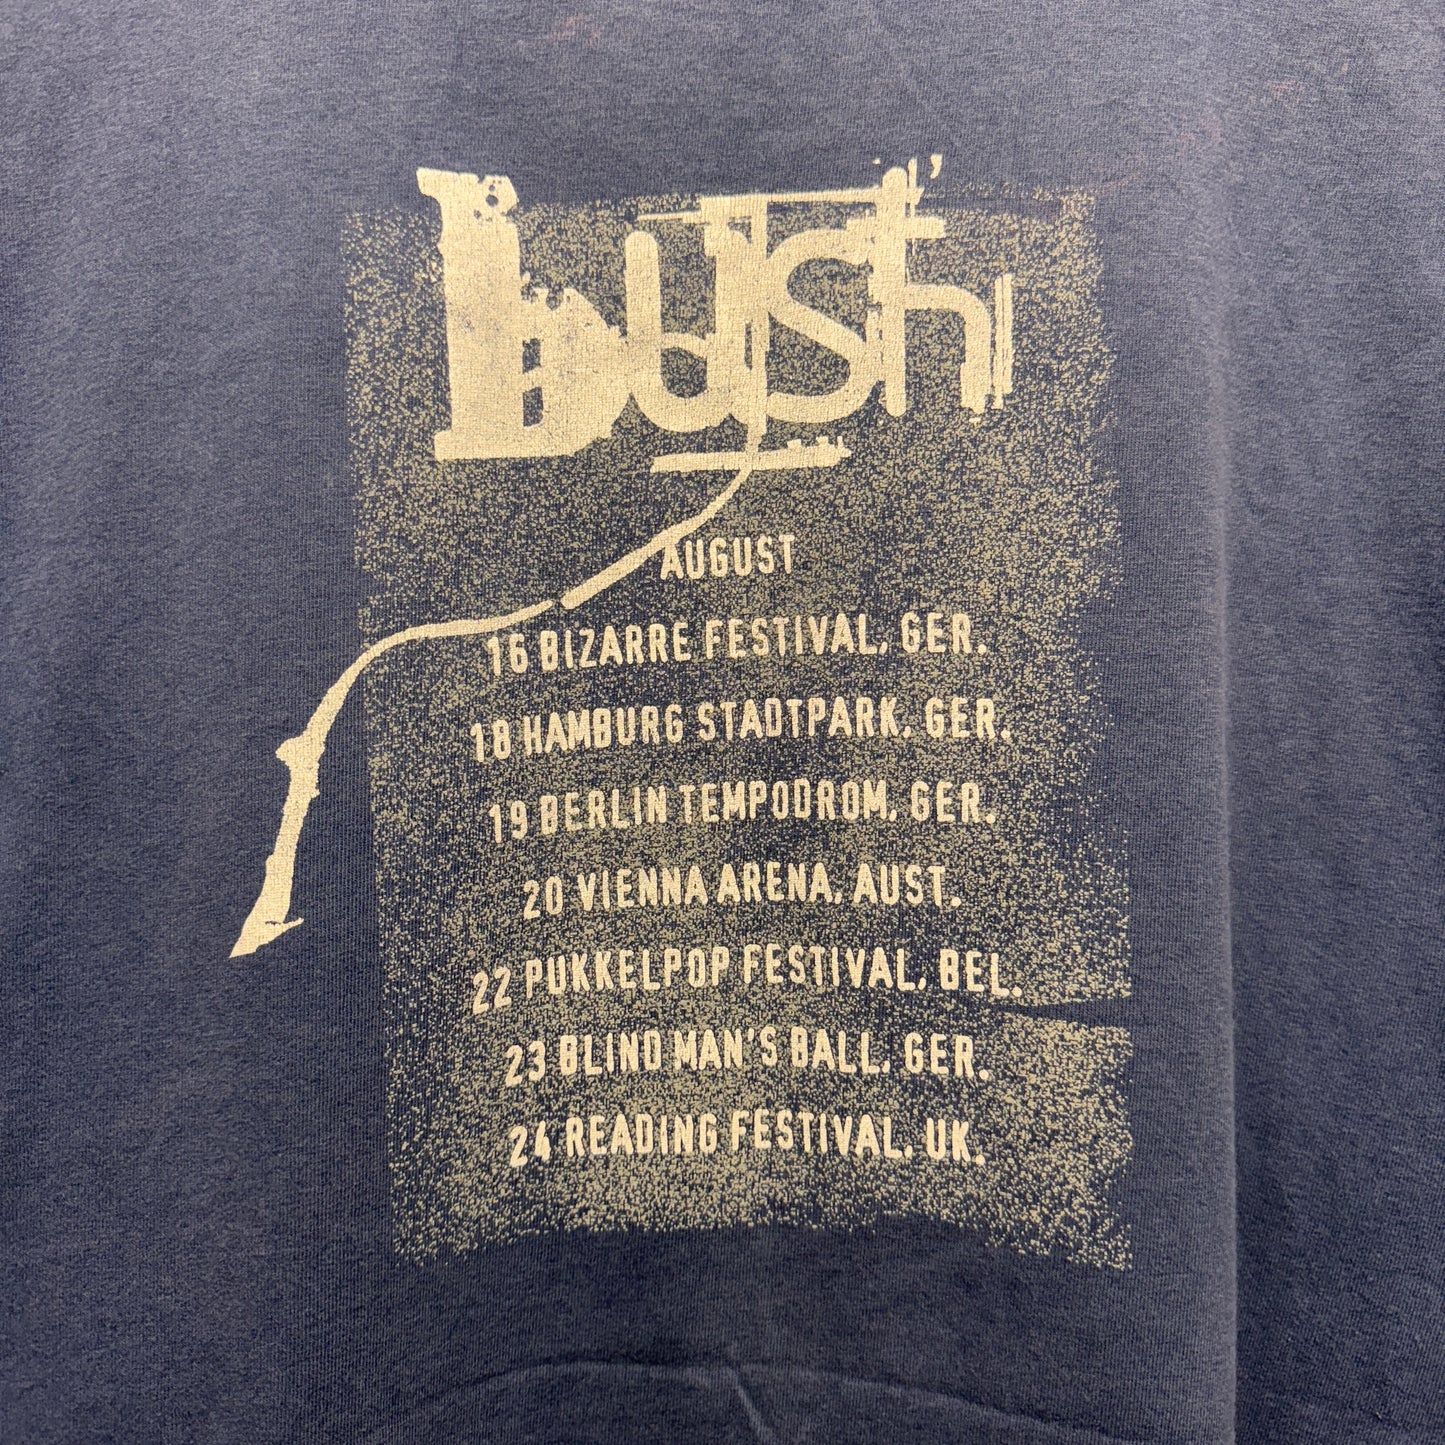 bush
AUGUST
16 BIZARRE FESTIVAL, GER.
18 HAMBURG STADTPARK, GER.
19 BERLIN TEMPODROM, GER.
20 VIENNA ARENA, AUST.
22 PUKKELPOP FESTIVAL, BEL.
23 BLIND MAN'S BALL, GER.
24 READING FESTIVAL, UK.